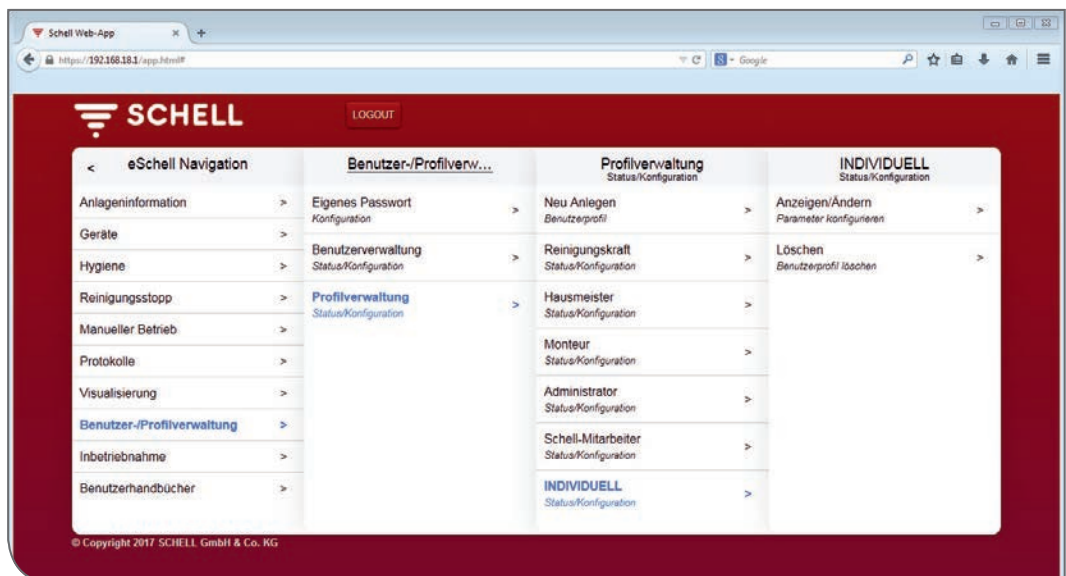 Schell Web-App
https://192.168.18.1/app.html#
Google
SCHELL
LOGOUT
< eSchell Navigation
Anlageninformation >
Geräte >
Hygiene >
Reinigungsstopp >
Manueller Betrieb >
Protokolle >
Visualisierung >
Benutzer-/Profilverwaltung >
Inbetriebnahme >
Benutzerhandbücher >
Benutzer-/Profilverw...
Eigenes Passwort >
Konfiguration
Benutzerverwaltung >
Status/Konfiguration
Profilverwaltung >
Status/Konfiguration
Profilverwaltung
Status/Konfiguration
Neu Anlegen >
Benutzerprofil
Reinigungskraft >
Status/Konfiguration
Hausmeister >
Status/Konfiguration
Monteur >
Status/Konfiguration
Administrator >
Status/Konfiguration
Schell-Mitarbeiter >
Status/Konfiguration
INDIVIDUELL >
Status/Konfiguration
INDIVIDUELL
Status/Konfiguration
Anzeigen/Ändern >
Parameter konfigurieren
Löschen >
Benutzerprofil löschen
© Copyright 2017 SCHELL GmbH & Co. KG